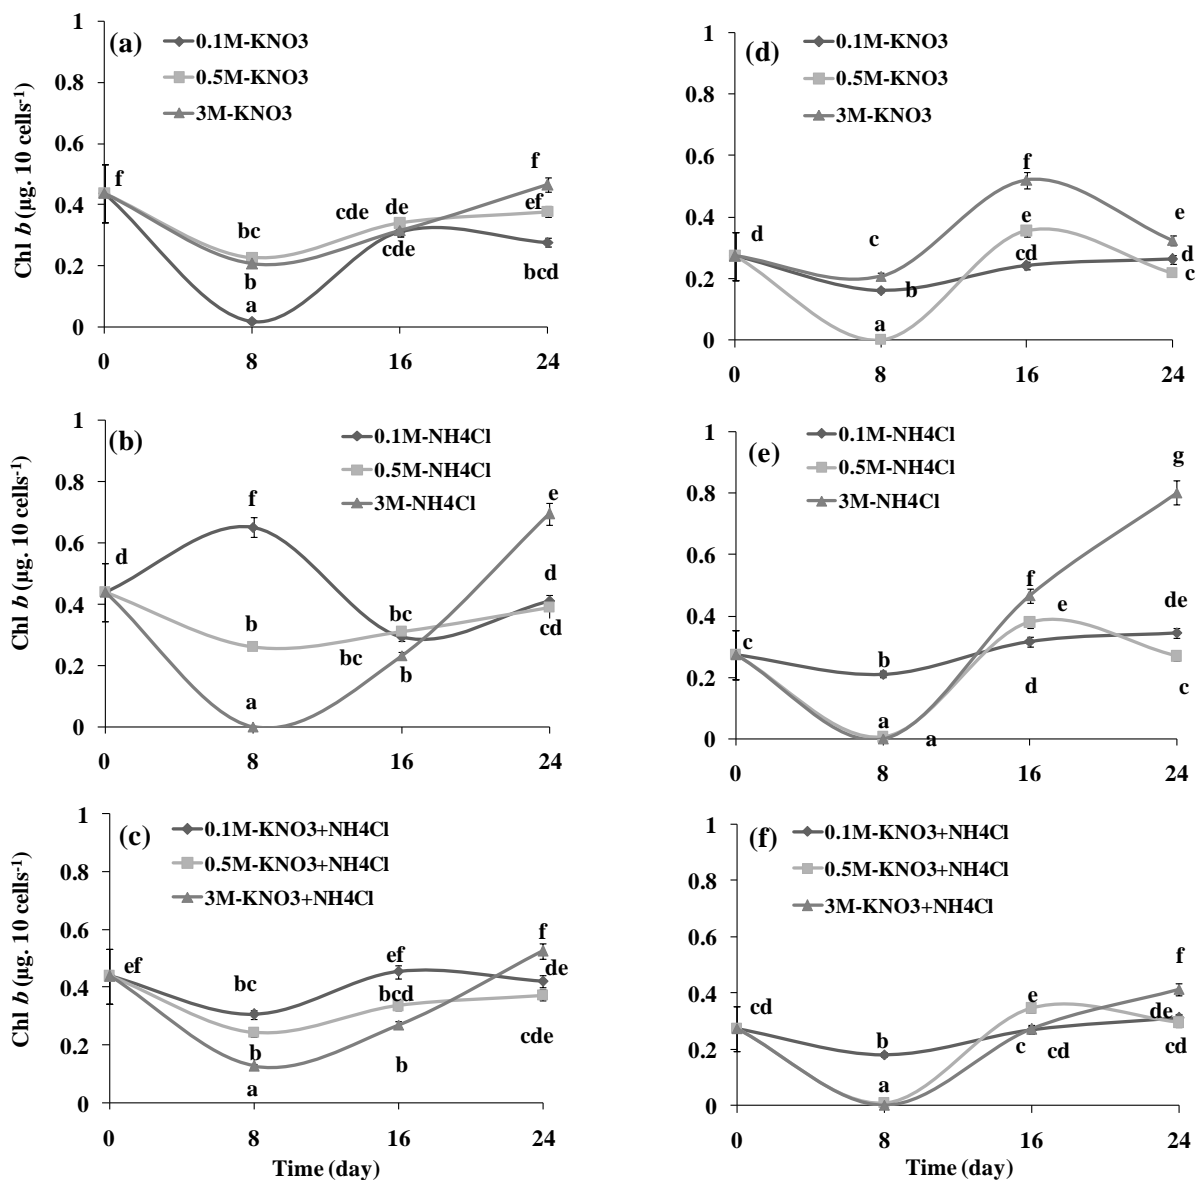 (a)
0.1M-KNO3
0.5M-KNO3
3M-KNO3
Chl b (µg. 10 cells-1)
1
0.8
0.6
0.4
0.2
0
f
bc
b
a
cde
de
cde
f
ef
bcd
0 8 16 24
(d)
0.1M-KNO3
0.5M-KNO3
3M-KNO3
1
0.8
0.6
0.4
0.2
0
d
c
b
a
f
e
cd
e
d
c
0 8 16 24
(b)
0.1M-NH4Cl
0.5M-NH4Cl
3M-NH4Cl
Chl b (µg. 10 cells-1)
1
0.8
0.6
0.4
0.2
0
d
f
b
a
bc
bc
b
e
d
cd
0 8 16 24
(e)
0.1M-NH4Cl
0.5M-NH4Cl
3M-NH4Cl
1
0.8
0.6
0.4
0.2
0
c
b
a
a
f
e
d
g
de
c
0 8 16 24
(c)
0.1M-KNO3+NH4Cl
0.5M-KNO3+NH4Cl
3M-KNO3+NH4Cl
Chl b (µg. 10 cells-1)
1
0.8
0.6
0.4
0.2
0
ef
bc
b
a
ef
bcd
b
f
de
cde
0 8 16 24
Time (day)
(f)
0.1M-KNO3+NH4Cl
0.5M-KNO3+NH4Cl
3M-KNO3+NH4Cl
1
0.8
0.6
0.4
0.2
0
cd
b
a
e
c
cd
f
de
cd
0 8 16 24
Time (day)